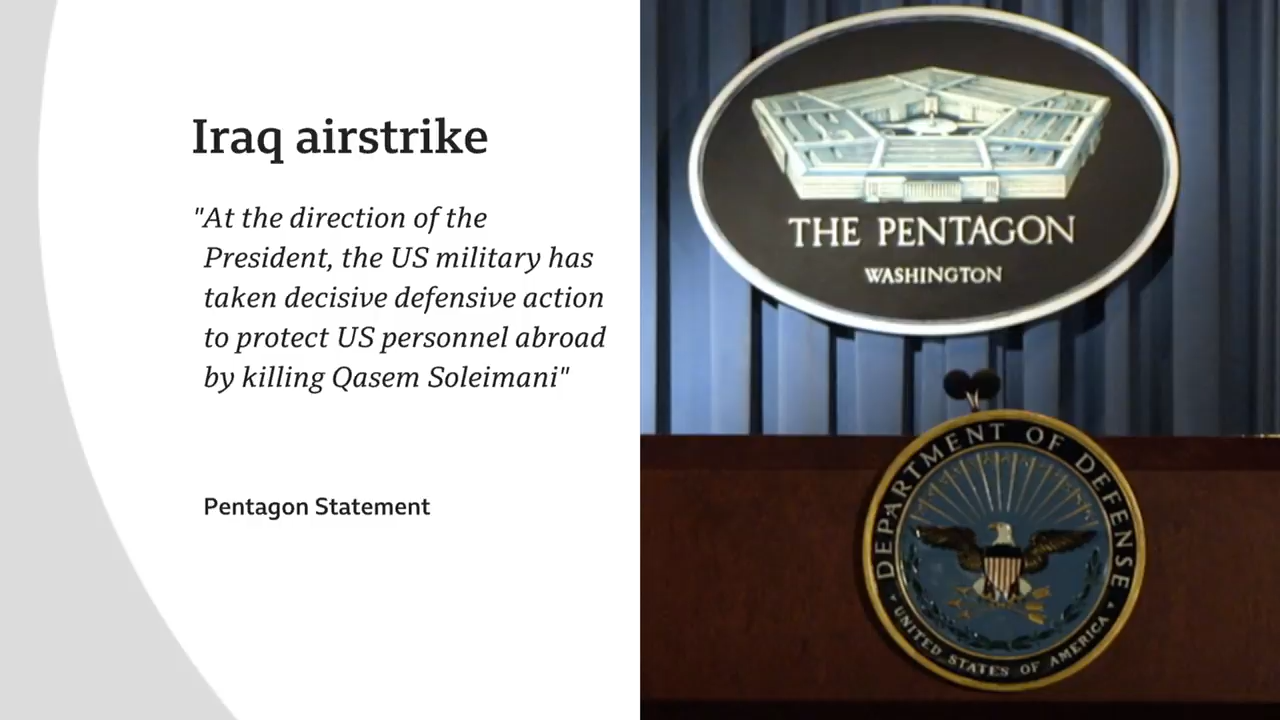 Iraq airstrike
"At the direction of the
President, the US military has
taken decisive defensive action
to protect US personnel abroad
by killing Qasem Soleimani"
Pentagon Statement
THE PENTAGON
WASHINGTON
DEPARTMENT OF DEFENSE
UNITED STATES OF AMERICA